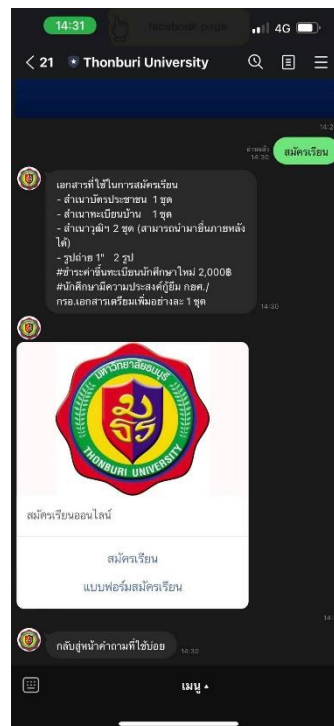 14:31
facebook page
4G
21 Thonburi University
14:2
อ่านแล้ว
14:30
สมัครเรียน
เอกสารที่ใช้ในการสมัครเรียน
- สำเนาบัตรประชาชน 1 ชุด
- สำเนาทะเบียนบ้าน 1 ชุด
- สำเนาวุฒิฯ 2 ชุด (สามารถนำมายื่นภายหลัง
ได้)
- รูปถ่าย 1" 2 รูป
#ชำระค่าขึ้นทะเบียนนักศึกษาใหม่ 2,000฿
#นักศึกษามีความประสงค์กู้ยืม กยศ./
กรอ.เอกสารเตรียมเพิ่มอย่างละ 1 ชุด
14:30
มหาวิทยาลัยธนบุรี
มธร
THONBURI UNIVERSITY
สมัครเรียนออนไลน์
สมัครเรียน
แบบฟอร์มสมัครเรียน
กลับสู่หน้าคำถามที่ใช้บ่อย
14:30
เมนู